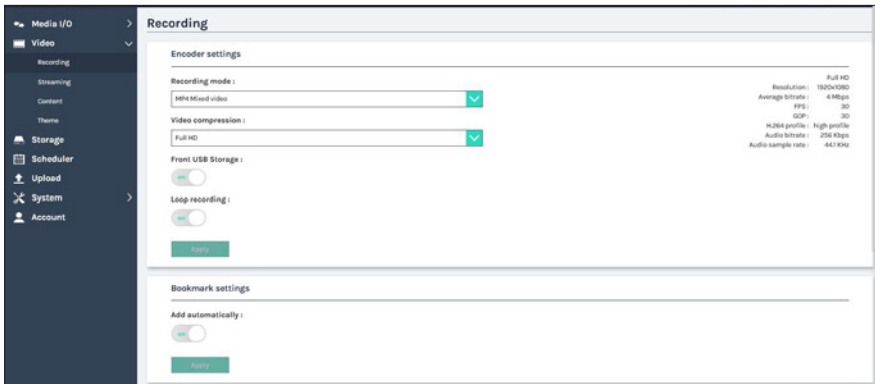 Media I/O
Video
Recording
Streaming
Content
Theme
Storage
Scheduler
Upload
System
Account
Recording
Encoder settings
Recording mode :
MP4 Mixed video
Video compression :
Full HD
Front USB Storage :
Loop recording :
Apply
Full HD
Resolution : 1920x1080
Average bitrate : 4 Mbps
FPS : 30
GOP : 30
H.264 profile : high profile
Audio bitrate : 256 Kbps
Audio sample rate : 44.1 KHz
Bookmark settings
Add automatically :
Apply